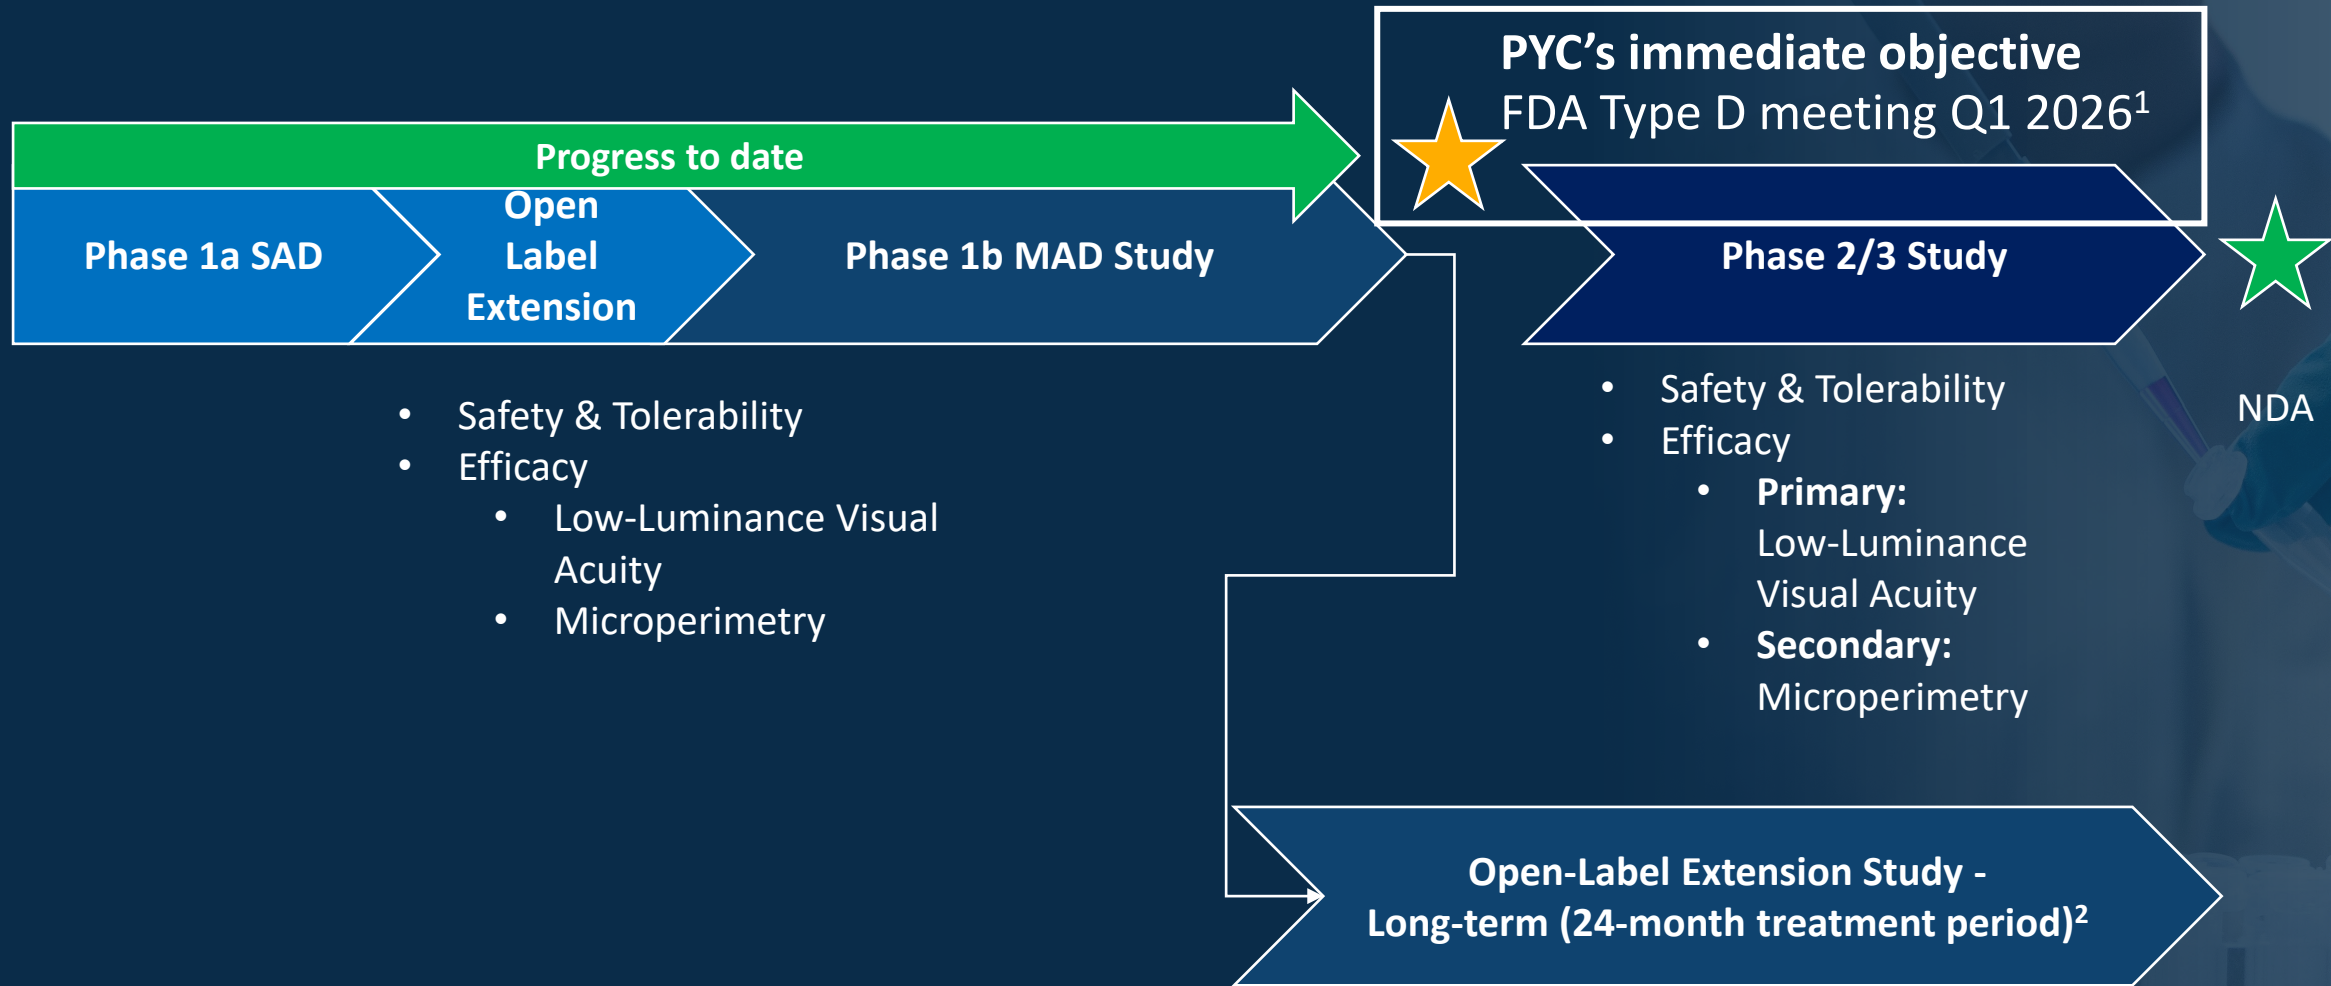 PYC’s immediate objective
FDA Type D meeting Q1 2026¹
Progress to date
Phase 1a SAD
Open
Label
Extension
Phase 1b MAD Study
Phase 2/3 Study
• Safety & Tolerability
• Efficacy
• Low-Luminance Visual
Acuity
• Microperimetry
• Safety & Tolerability
• Efficacy
• Primary:
Low-Luminance
Visual Acuity
• Secondary:
Microperimetry
NDA
Open-Label Extension Study -
Long-term (24-month treatment period)²